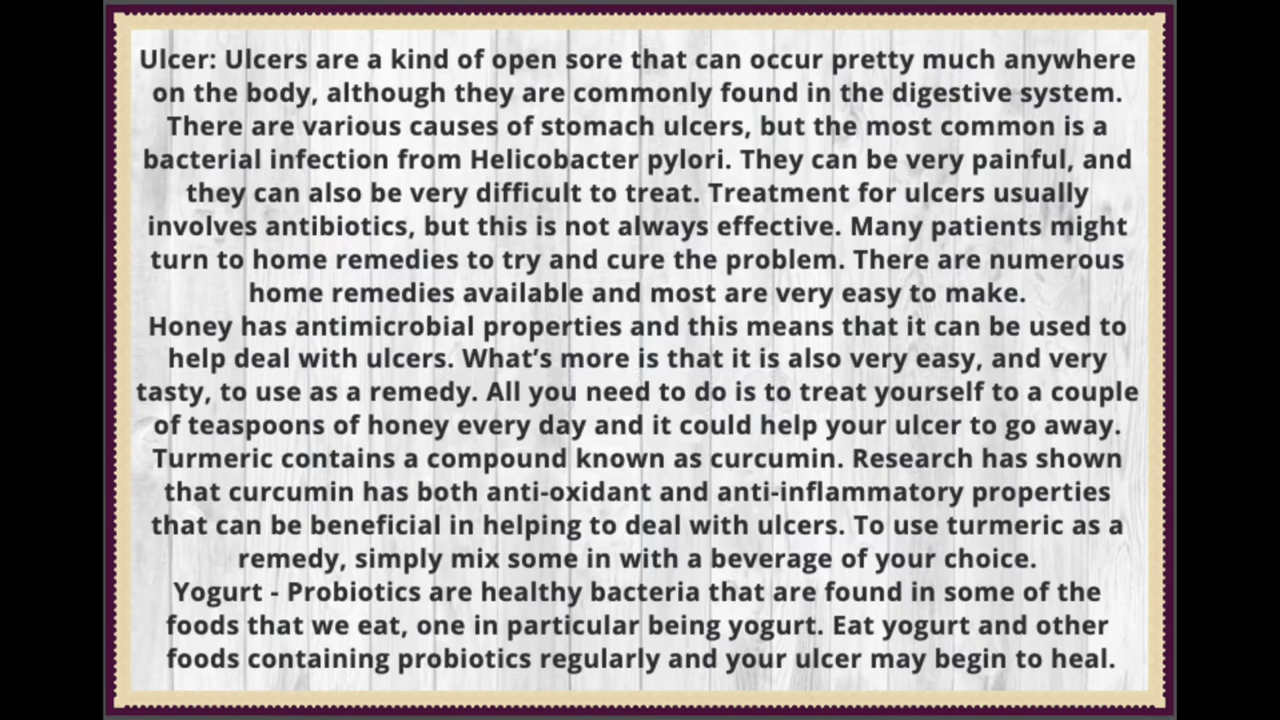 Ulcer: Ulcers are a kind of open sore that can occur pretty much anywhere
on the body, although they are commonly found in the digestive system.
There are various causes of stomach ulcers, but the most common is a
bacterial infection from Helicobacter pylori. They can be very painful, and
they can also be very difficult to treat. Treatment for ulcers usually
involves antibiotics, but this is not always effective. Many patients might
turn to home remedies to try and cure the problem. There are numerous
home remedies available and most are very easy to make.
Honey has antimicrobial properties and this means that it can be used to
help deal with ulcers. What’s more is that it is also very easy, and very
tasty, to use as a remedy. All you need to do is to treat yourself to a couple
of teaspoons of honey every day and it could help your ulcer to go away.
Turmeric contains a compound known as curcumin. Research has shown
that curcumin has both anti-oxidant and anti-inflammatory properties
that can be beneficial in helping to deal with ulcers. To use turmeric as a
remedy, simply mix some in with a beverage of your choice.
Yogurt - Probiotics are healthy bacteria that are found in some of the
foods that we eat, one in particular being yogurt. Eat yogurt and other
foods containing probiotics regularly and your ulcer may begin to heal.